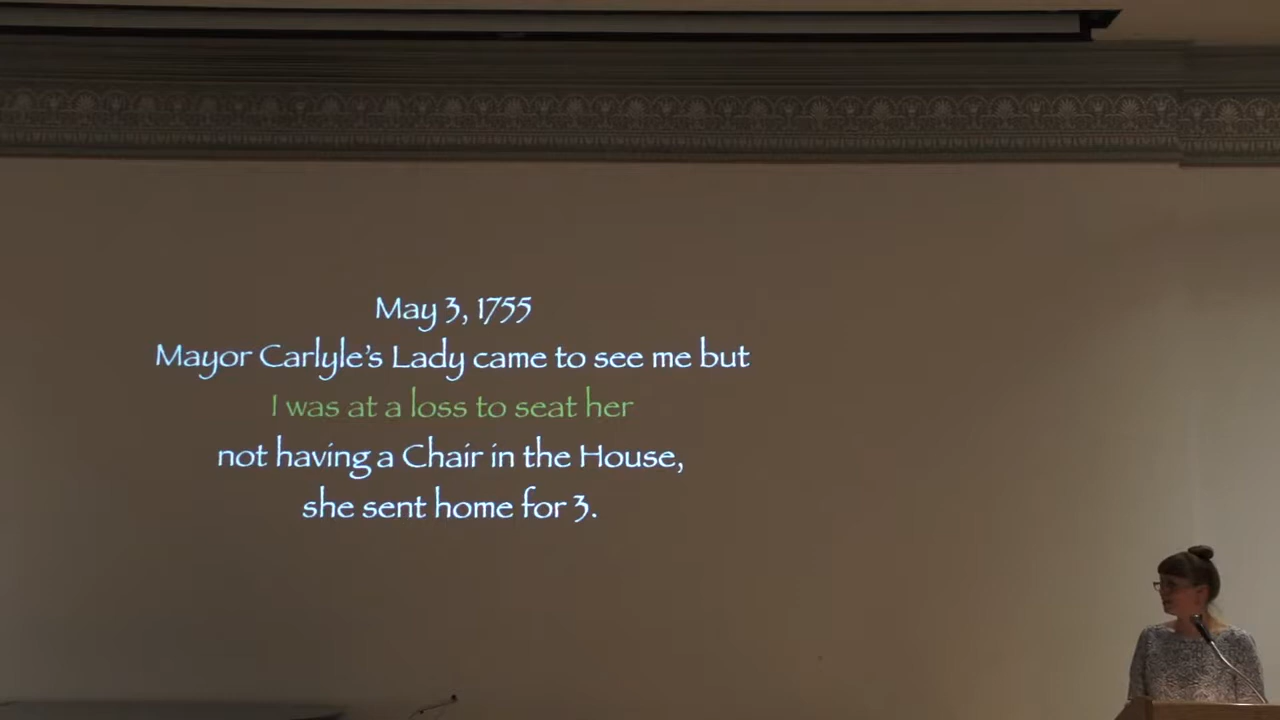 May 3, 1755
Mayor Carlyle's Lady came to see me but
I was at a loss to seat her
not having a Chair in the House,
she sent home for 3.